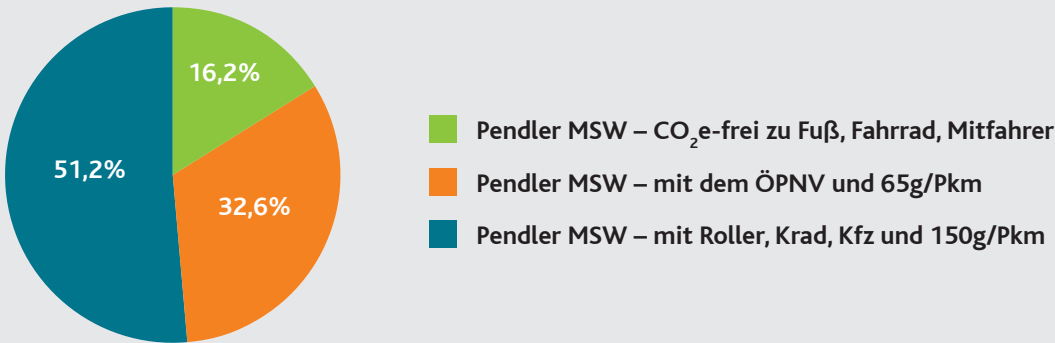 16,2%
51,2%
32,6%
Pendler MSW – CO₂e-frei zu Fuß, Fahrrad, Mitfahrer
Pendler MSW – mit dem ÖPNV und 65g/Pkm
Pendler MSW – mit Roller, Krad, Kfz und 150g/Pkm